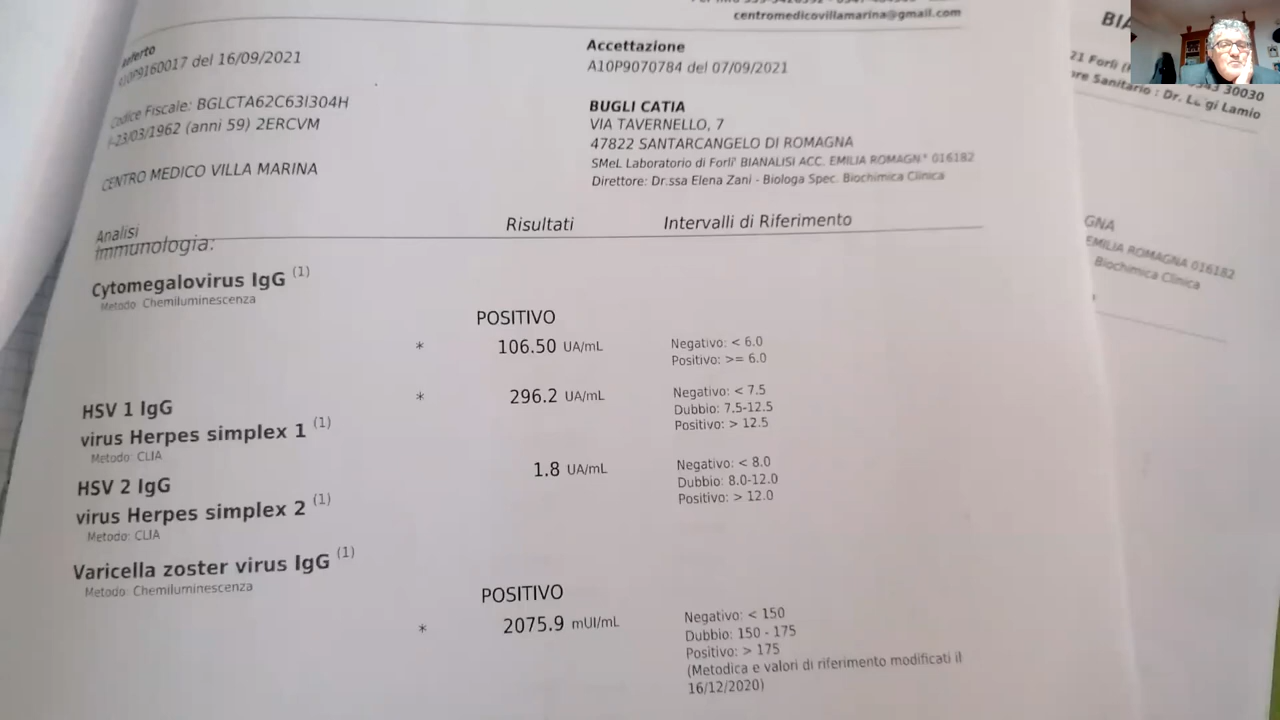 centromedicovillamarina@gmail.com
Referto
A10P9160017 del 16/09/2021
Accettazione
A10P9070784 del 07/09/2021
Codice Fiscale: BGLCTA62C63I304H
23/03/1962 (anni 59) 2ERCVM
BUGLI CATIA
VIA TAVERNELLO, 7
47822 SANTARCANGELO DI ROMAGNA
SMeL Laboratorio di Forli' BIANALISI ACC. EMILIA ROMAGN° 016182
Direttore: Dr.ssa Elena Zani - Biologa Spec. Biochimica Clinica
CENTRO MEDICO VILLA MARINA
Analisi Risultati Intervalli di Riferimento
Immunologia:
Cytomegalovirus IgG (1)
Metodo: Chemiluminescenza
POSITIVO
* 106.50 UA/mL
Negativo: < 6.0
Positivo: >= 6.0
HSV 1 IgG
virus Herpes simplex 1 (1)
Metodo: CLIA
* 296.2 UA/mL
Negativo: < 7.5
Dubbio: 7.5-12.5
Positivo: > 12.5
HSV 2 IgG
virus Herpes simplex 2 (1)
Metodo: CLIA
1.8 UA/mL
Negativo: < 8.0
Dubbio: 8.0-12.0
Positivo: > 12.0
Varicella zoster virus IgG (1)
Metodo: Chemiluminescenza
POSITIVO
* 2075.9 mUI/mL
Negativo: < 150
Dubbio: 150 - 175
Positivo: > 175
(Metodica e valori di riferimento modificati il
16/12/2020)
BIA
21 Forlì
30030
Sanitario : Dr. Luigi Lamio
GNA
EMILIA ROMAGNA 016182
Biochimica Clinica